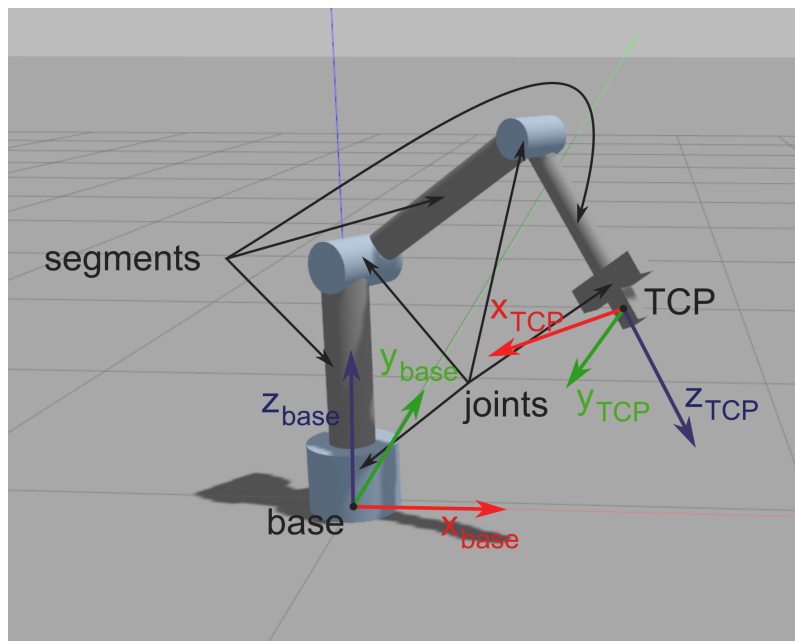 segments
TCP
x_TCP
y_base
z_base
joints
y_TCP
z_TCP
base
x_base